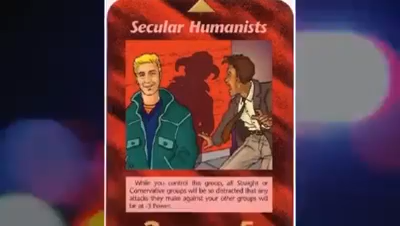 Secular Humanists
While you control this group, all Straight or
Conservative groups will be so distracted that any
attacks they make against your other groups will
be at -3 Power.